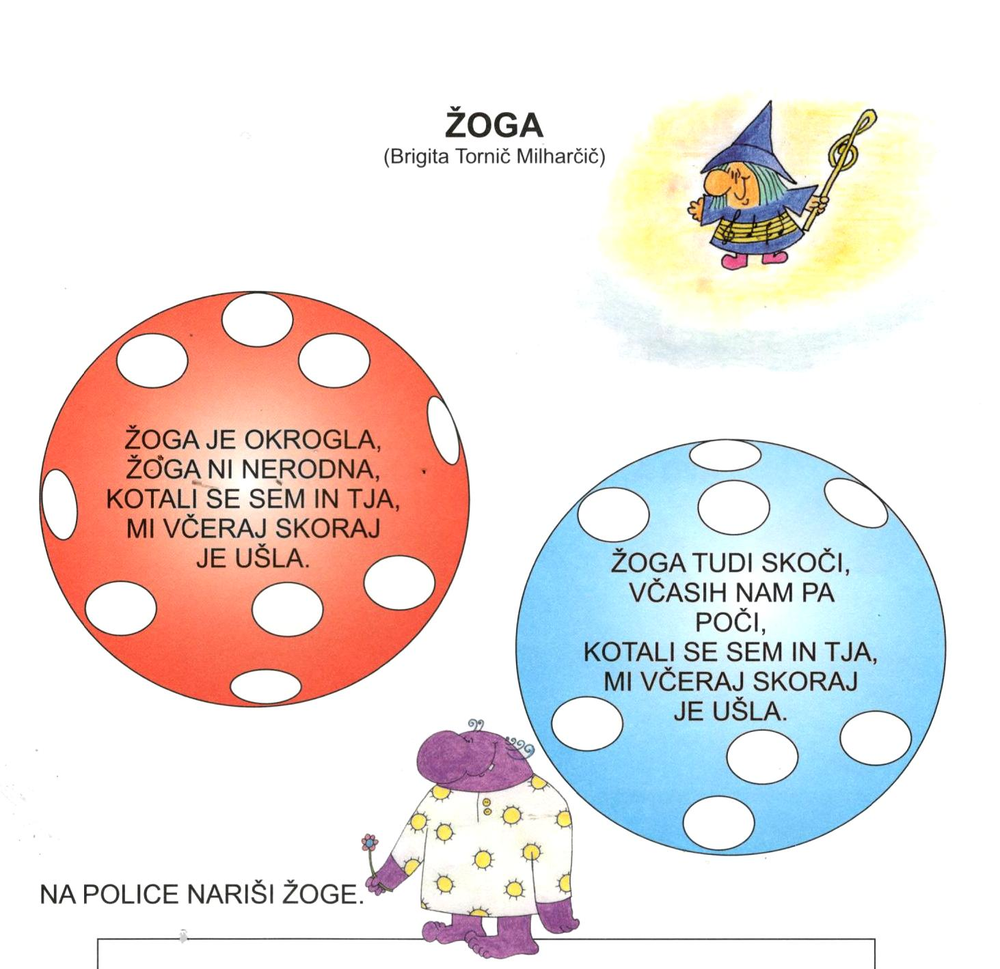 ŽOGA
(Brigita Tornič Milharčič)
ŽOGA JE OKROGLA,
ŽOGA NI NERODNA,
KOTALI SE SEM IN TJA,
MI VČERAJ SKORAJ
JE UŠLA.
ŽOGA TUDI SKOČI,
VČASIH NAM PA
POČI,
KOTALI SE SEM IN TJA,
MI VČERAJ SKORAJ
JE UŠLA.
NA POLICE NARIŠI ŽOGE.